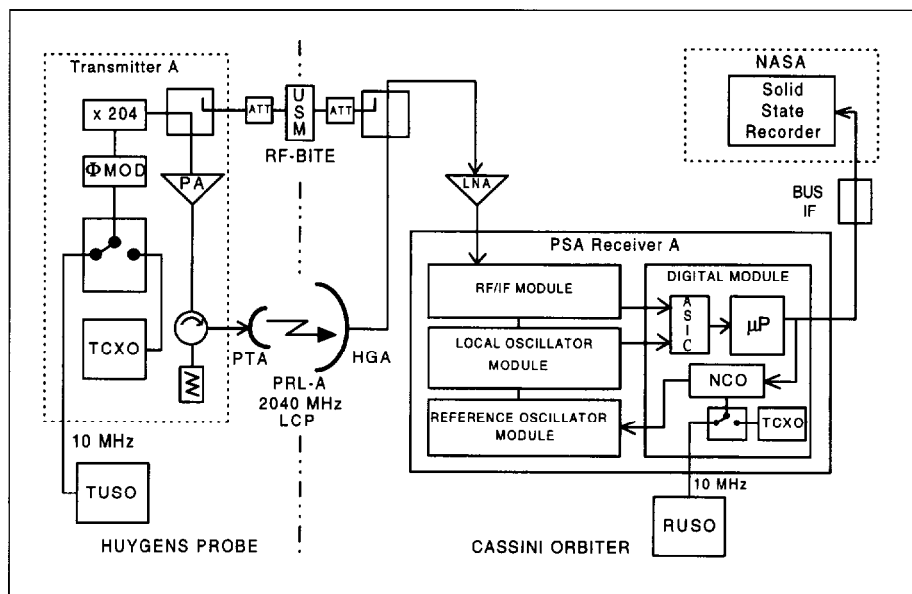 Transmitter A
x 204
ΦMOD
PA
TCXO
ATT
USM
ATT
RF-BITE
PTA
HGA
PRL-A
2040 MHz
LCP
10 MHz
TUSO
HUYGENS PROBE
NASA
Solid
State
Recorder
BUS
IF
LNA
PSA Receiver A
RF/IF MODULE
LOCAL OSCILLATOR
MODULE
REFERENCE OSCILLATOR
MODULE
DIGITAL MODULE
ASIC
µP
NCO
TCXO
10 MHz
RUSO
CASSINI ORBITER